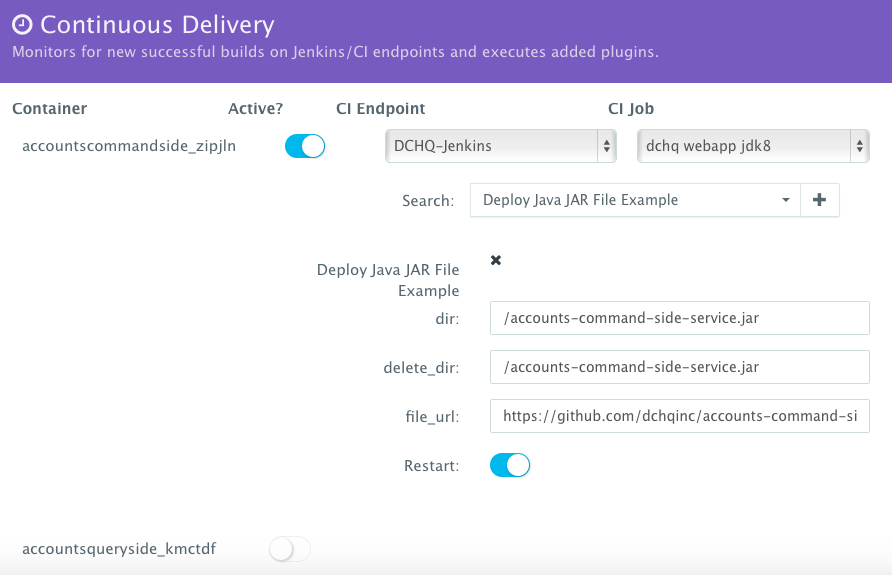 Continuous Delivery
Monitors for new successful builds on Jenkins/CI endpoints and executes added plugins.
Container Active? CI Endpoint CI Job
accountscommandside_zipjln DCHQ-Jenkins dchq webapp jdk8
Search: Deploy Java JAR File Example
Deploy Java JAR File
Example
dir: /accounts-command-side-service.jar
delete_dir: /accounts-command-side-service.jar
file_url: https://github.com/dchqinc/accounts-command-si
Restart:
accountsqueryside_kmctdf